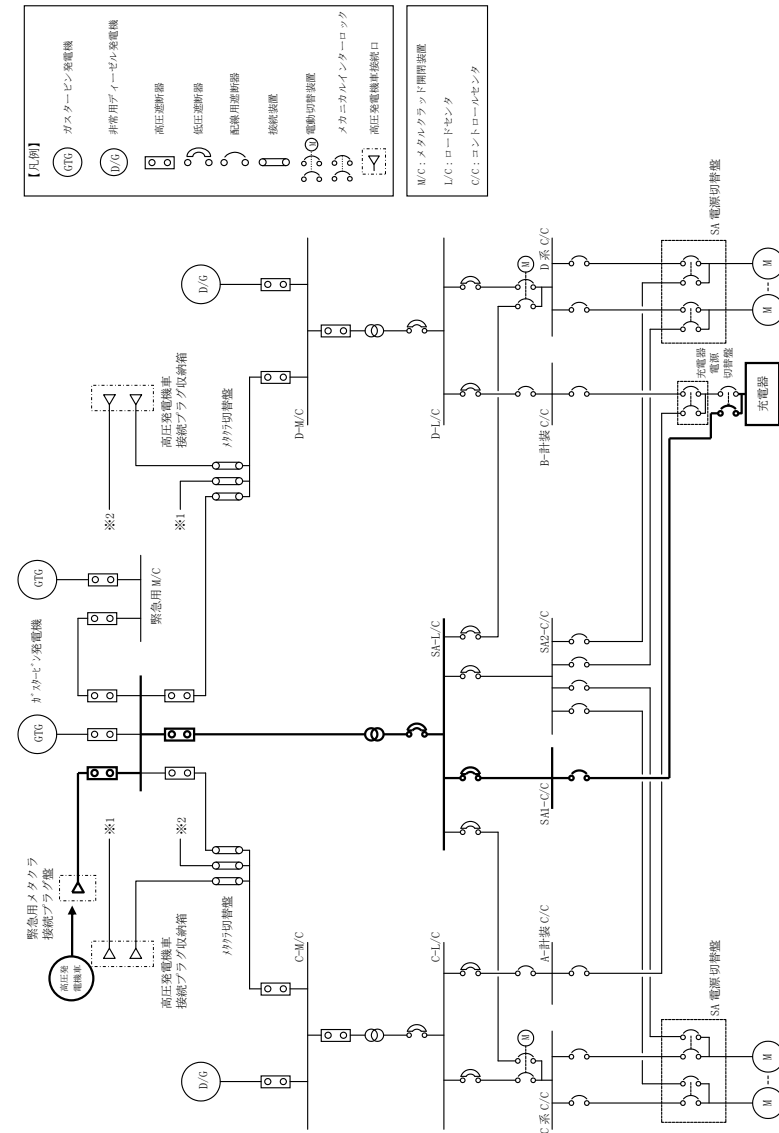 【凡例】
GTG
ガスタービン発電機
D/G
非常用ディーゼル発電機
高圧遮断器
低圧遮断器
配線用遮断器
接続装置
M
電動切替装置
メカニカルインターロック
高圧発電機車接続口
M/C：メタルクラッド開閉装置
L/C：ロードセンタ
C/C：コントロールセンタ
高圧発
電機車
緊急用メタクラ
接続プラグ盤
GTG
ガスタービン発電機
GTG
緊急用 M/C
※1
※2
高圧発電機車
接続プラグ収納箱
メタクラ切替盤
※2
※1
高圧発電機車
接続プラグ収納箱
メタクラ切替盤
D/G
C-M/C
D/G
D-M/C
C-L/C
SA-L/C
D-L/C
M
C系 C/C
A-計装 C/C
SA1-C/C
SA2-C/C
B-計装 C/C
M
D系 C/C
SA 電源切替盤
M
M
充電器
電源
切替盤
充電器
SA 電源切替盤
M
M